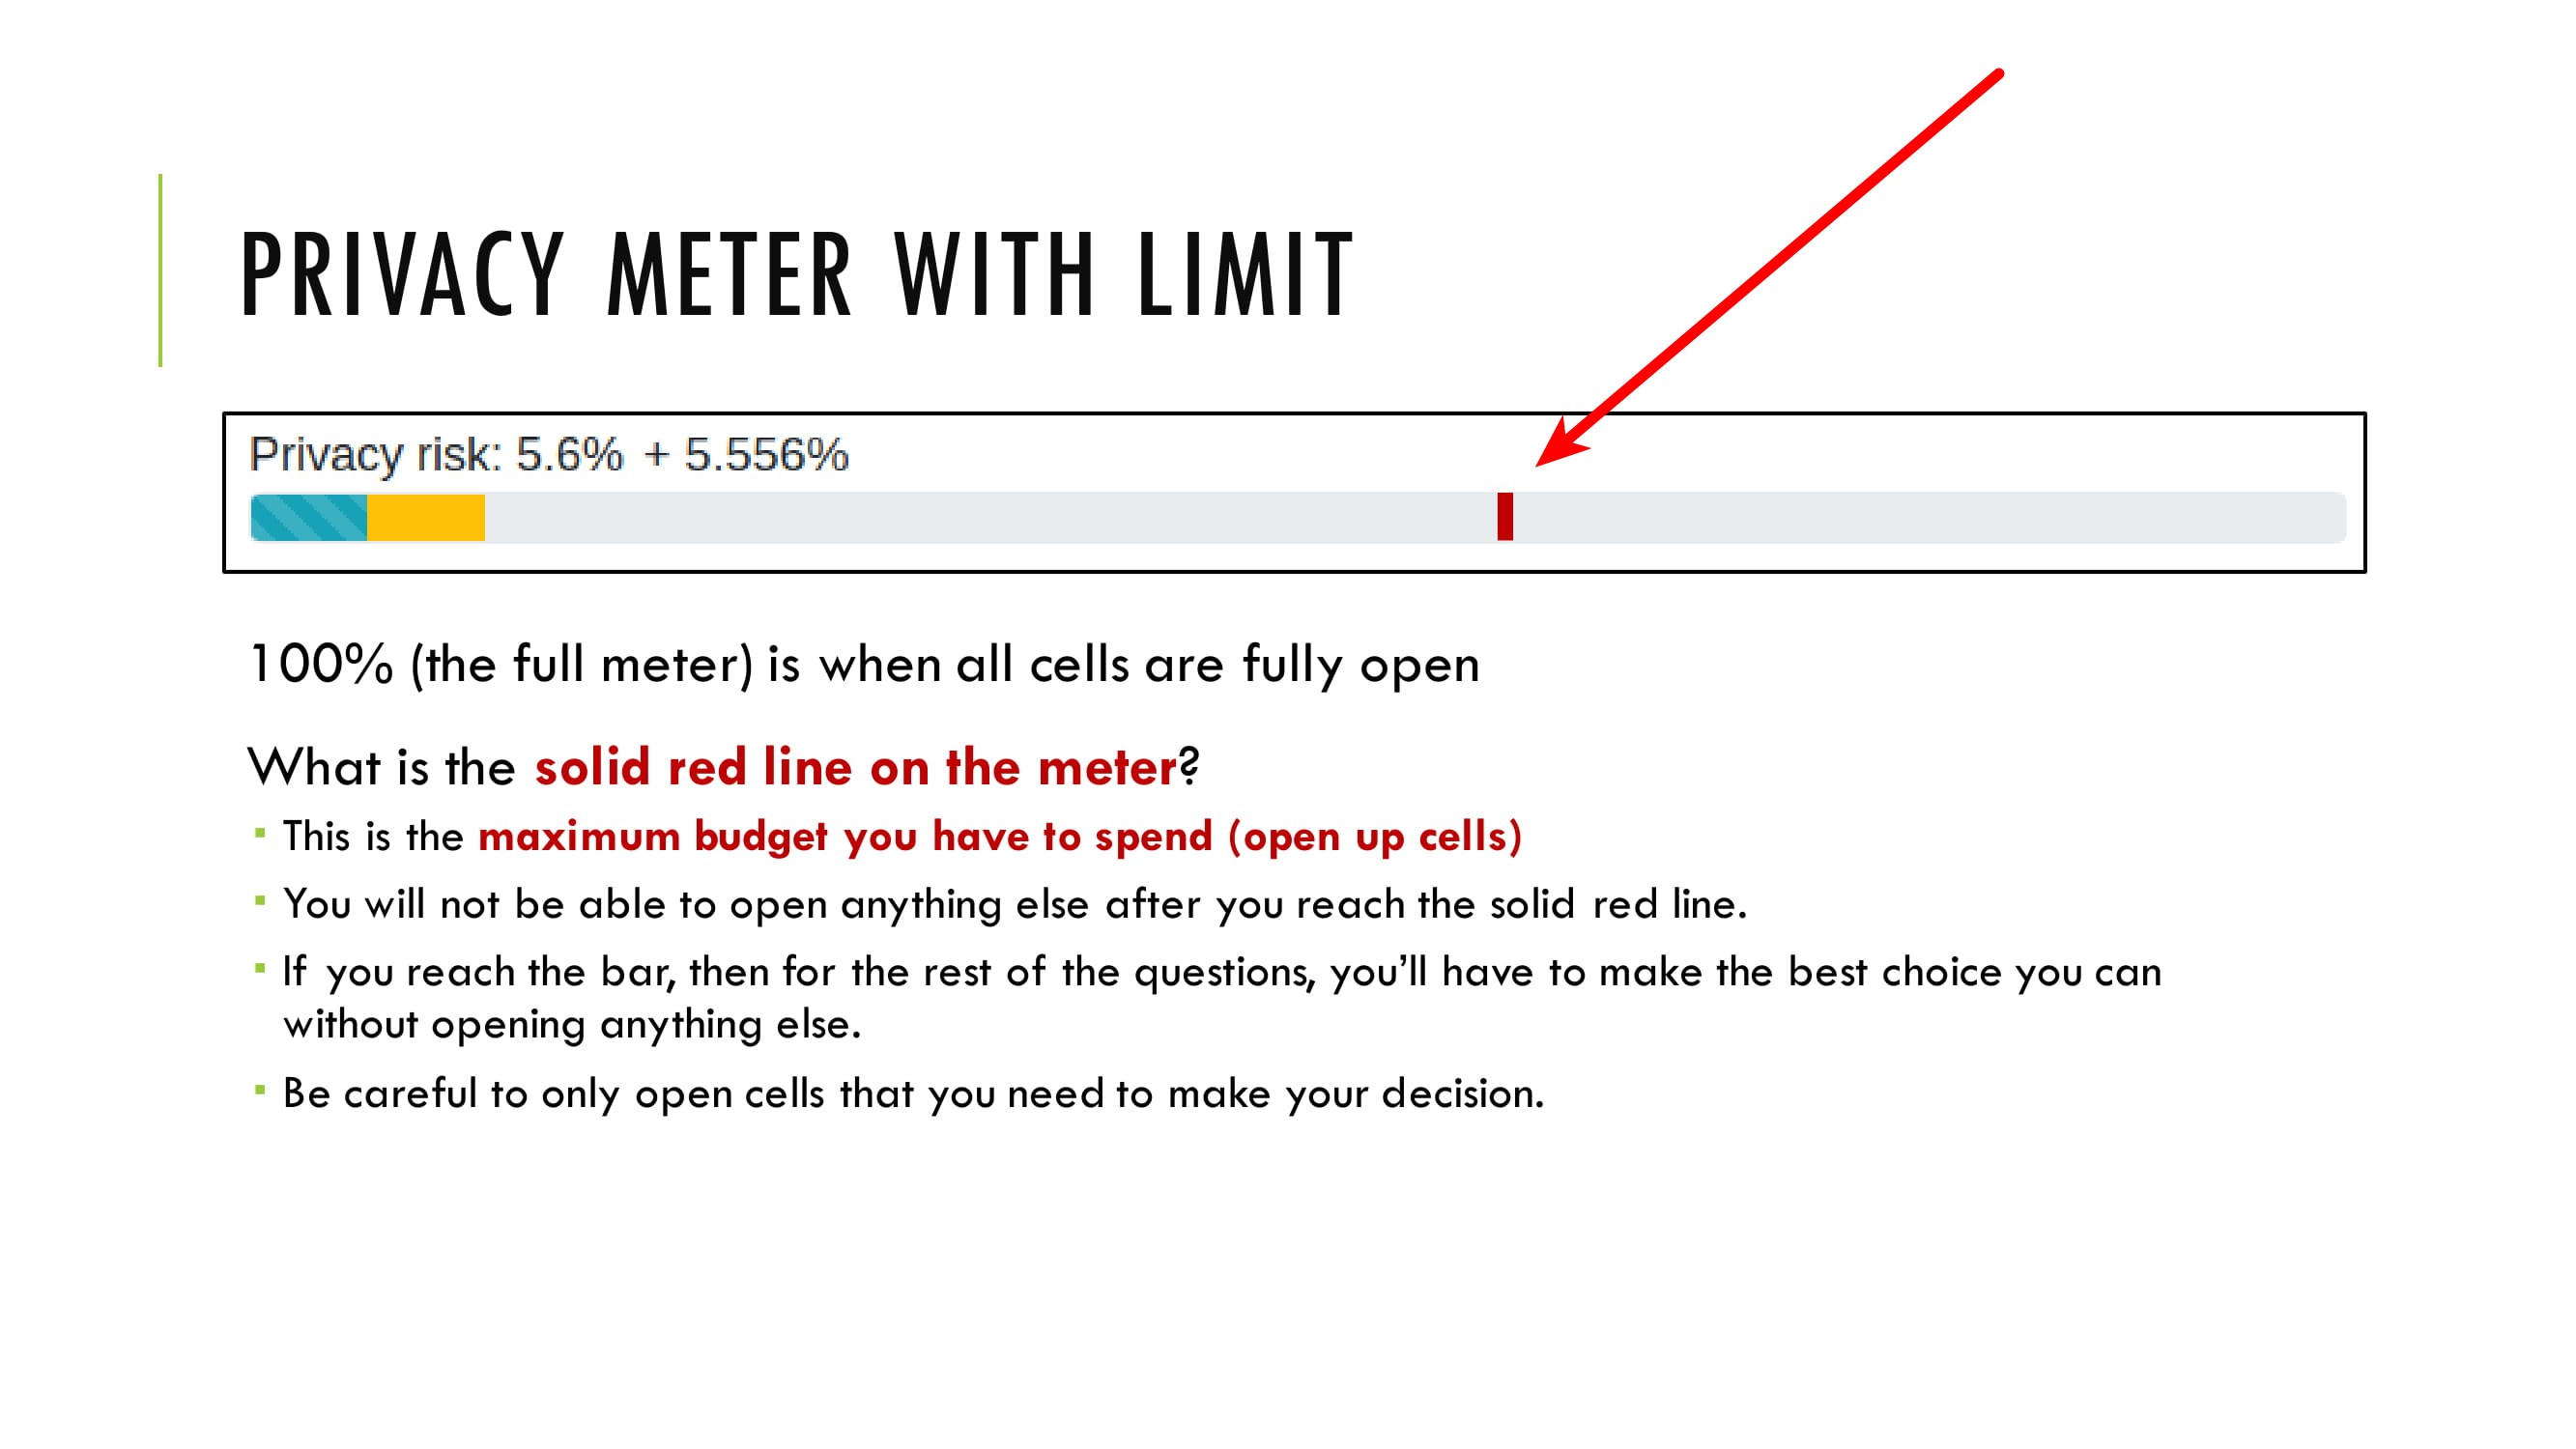 PRIVACY METER WITH LIMIT
Privacy risk: 5.6% + 5.556%
100% (the full meter) is when all cells are fully open
What is the solid red line on the meter?
▪ This is the maximum budget you have to spend (open up cells)
▪ You will not be able to open anything else after you reach the solid red line.
▪ If you reach the bar, then for the rest of the questions, you’ll have to make the best choice you can
without opening anything else.
▪ Be careful to only open cells that you need to make your decision.